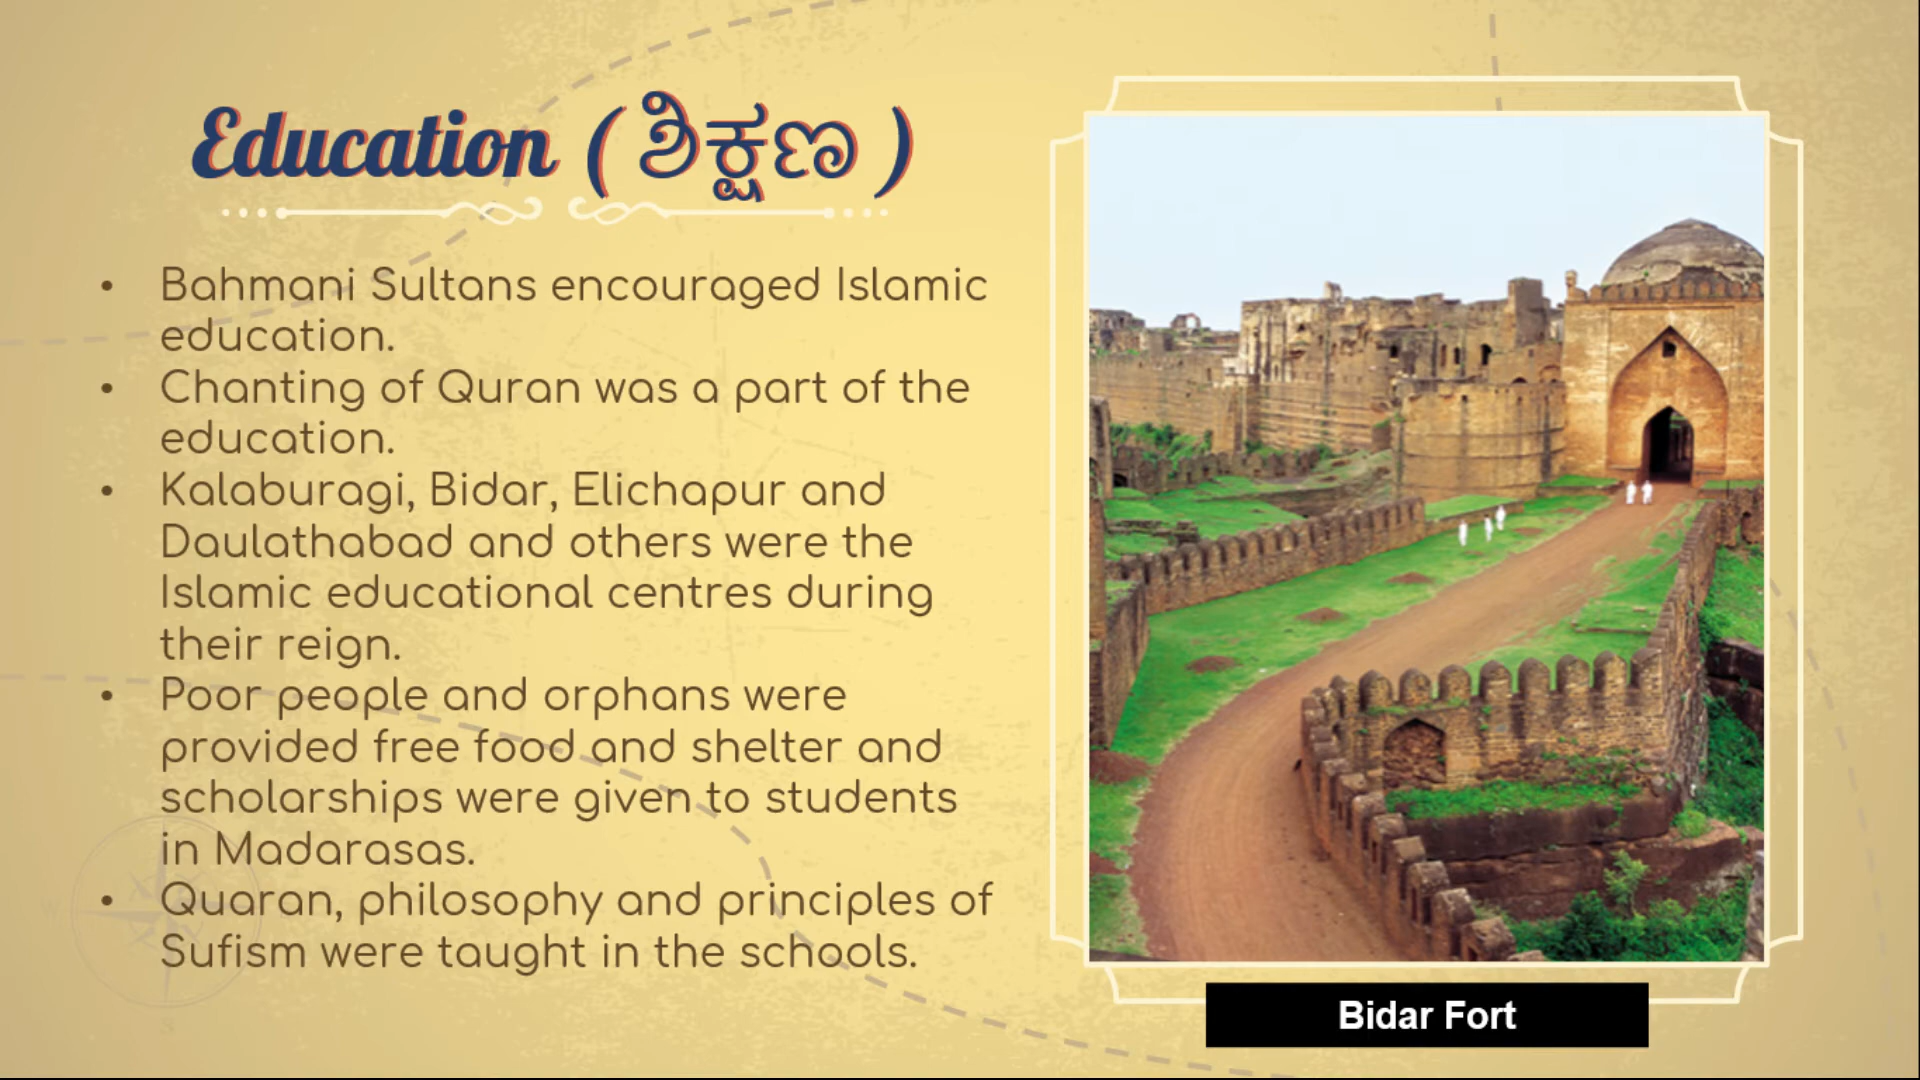 Education ( ಶಿಕ್ಷಣ )
• Bahmani Sultans encouraged Islamic
education.
• Chanting of Quran was a part of the
education.
• Kalaburagi, Bidar, Elichapur and
Daulathabad and others were the
Islamic educational centres during
their reign.
• Poor people and orphans were
provided free food and shelter and
scholarships were given to students
in Madarasas.
• Quaran, philosophy and principles of
Sufism were taught in the schools.
W
S
Bidar Fort